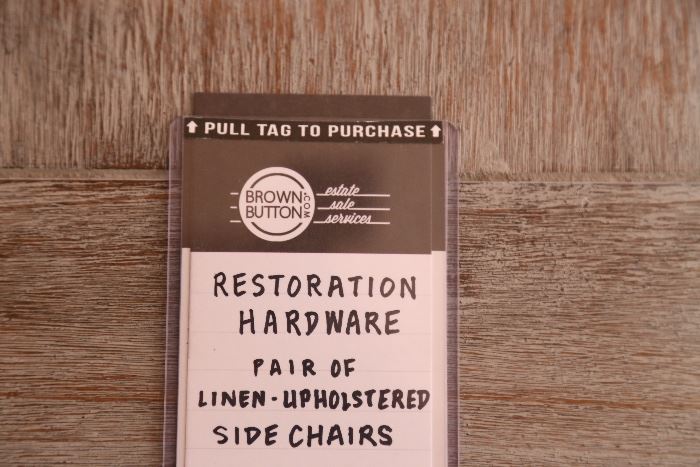 ↑ PULL TAG TO PURCHASE ↑
BROWN BUTTON .COM
estate
sale
services
RESTORATION
HARDWARE
PAIR OF
LINEN-UPHOLSTERED
SIDE CHAIRS